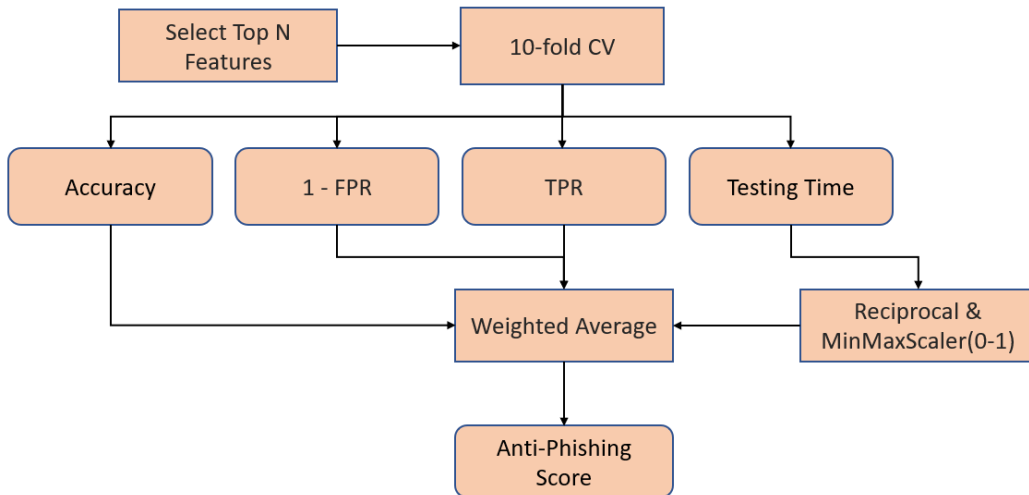 Select Top N
Features
10-fold CV
Accuracy
1 - FPR
TPR
Testing Time
Weighted Average
Reciprocal &
MinMaxScaler(0-1)
Anti-Phishing
Score